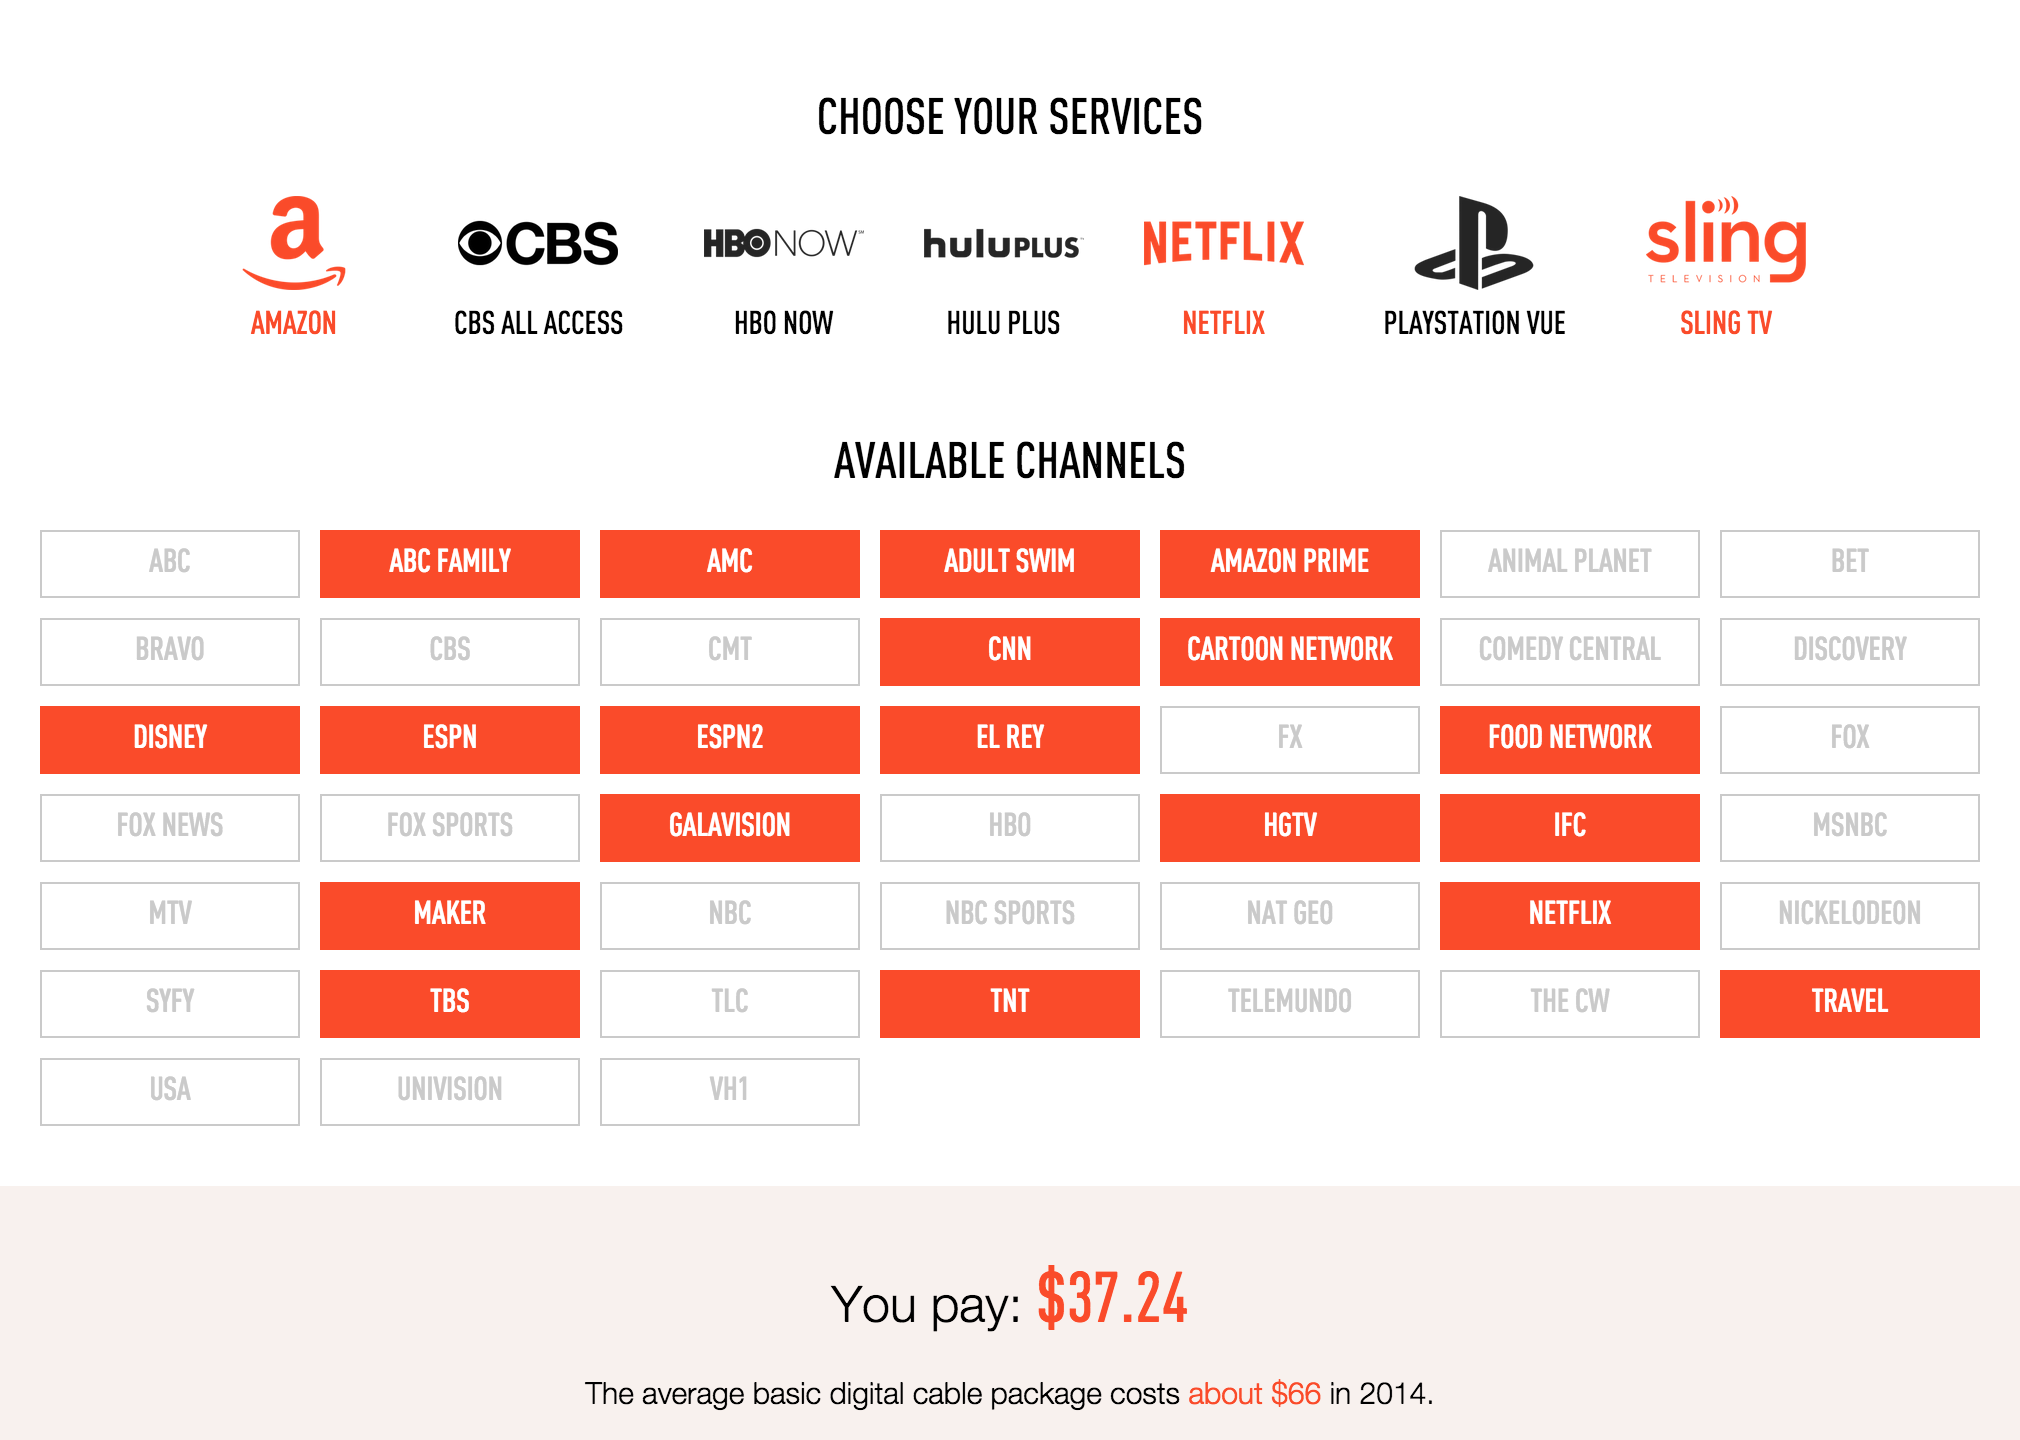 CHOOSE YOUR SERVICES
a CBS HBO NOW℠ huluPLUS™ NETFLIX sling
TELEVISION
AMAZON CBS ALL ACCESS HBO NOW HULU PLUS NETFLIX PLAYSTATION VUE SLING TV
AVAILABLE CHANNELS
ABC ABC FAMILY AMC ADULT SWIM AMAZON PRIME ANIMAL PLANET BET
BRAVO CBS CMT CNN CARTOON NETWORK COMEDY CENTRAL DISCOVERY
DISNEY ESPN ESPN2 EL REY FX FOOD NETWORK FOX
FOX NEWS FOX SPORTS GALAVISION HBO HGTV IFC MSNBC
MTV MAKER NBC NBC SPORTS NAT GEO NETFLIX NICKELODEON
SYFY TBS TLC TNT TELEMUNDO THE CW TRAVEL
USA UNIVISION VH1
You pay: $37.24
The average basic digital cable package costs about $66 in 2014.